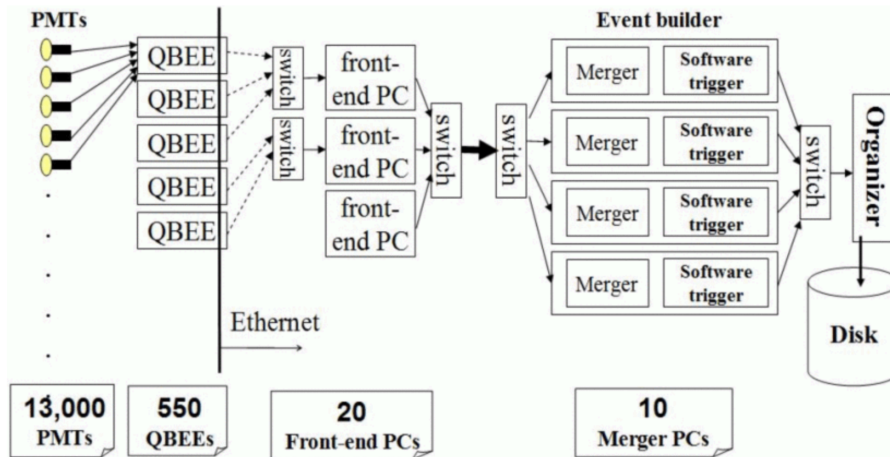 PMTs
Event builder
QBEE
QBEE
QBEE
QBEE
QBEE
switch
switch
front-
end PC
front-
end PC
front-
end PC
switch
switch
Merger
Software
trigger
Merger
Software
trigger
Merger
Software
trigger
Merger
Software
trigger
switch
Organizer
Disk
Ethernet
13,000
PMTs
550
QBEEs
20
Front-end PCs
10
Merger PCs